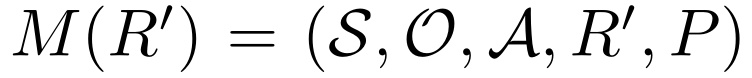 M(R′) = (𝒮, 𝒪, 𝒜, R′, P)